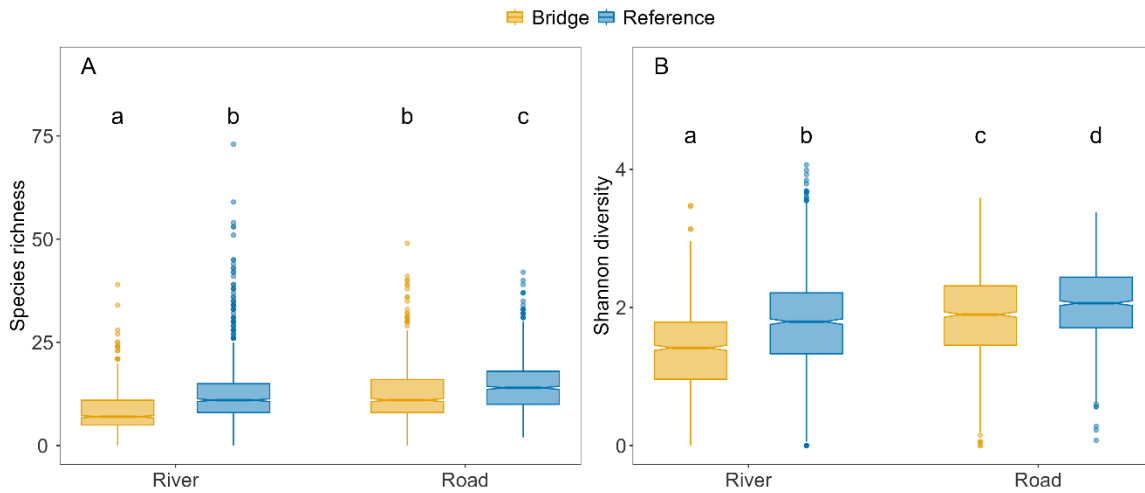 Bridge Reference
A
a b b c
75
50
25
0
Species richness
River Road
B
a b c d
4
2
0
Shannon diversity
River Road